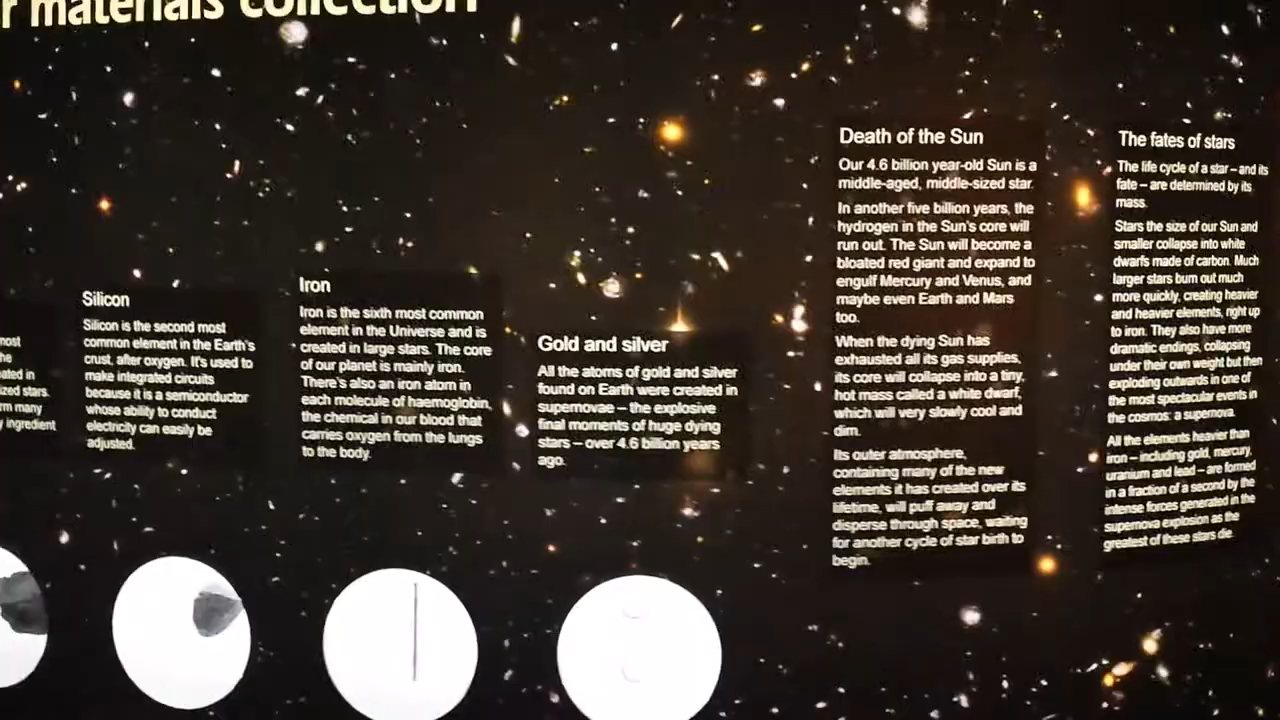 r materials collection
most
he
ated in
ized stars.
rm many
y ingredient
Silicon
Silicon is the second most
common element in the Earth's
crust, after oxygen. It's used to
make integrated circuits
because it is a semiconductor
whose ability to conduct
electricity can easily be
adjusted.
Iron
Iron is the sixth most common
element in the Universe and is
created in large stars. The core
of our planet is mainly iron.
There's also an iron atom in
each molecule of haemoglobin,
the chemical in our blood that
carries oxygen from the lungs
to the body.
Gold and silver
All the atoms of gold and silver
found on Earth were created in
supernovae – the explosive
final moments of huge dying
stars – over 4.6 billion years
ago.
Death of the Sun
Our 4.6 billion year-old Sun is a
middle-aged, middle-sized star.
In another five billion years, the
hydrogen in the Sun's core will
run out. The Sun will become a
bloated red giant and expand to
engulf Mercury and Venus, and
maybe even Earth and Mars
too.
When the dying Sun has
exhausted all its gas supplies,
its core will collapse into a tiny,
hot mass called a white dwarf,
which will very slowly cool and
dim.
Its outer atmosphere,
containing many of the new
elements it has created over its
lifetime, will puff away and
disperse through space, waiting
for another cycle of star birth to
begin.
The fates of stars
The life cycle of a star – and its
fate – are determined by its
mass.
Stars the size of our Sun and
smaller collapse into white
dwarfs made of carbon. Much
larger stars burn out much
more quickly, creating heavier
and heavier elements, right up
to iron. They also have more
dramatic endings, collapsing
under their own weight but then
exploding outwards in one of
the most spectacular events in
the cosmos: a supernova.
All the elements heavier than
iron – including gold, mercury,
uranium and lead – are formed
in a fraction of a second by the
intense forces generated in the
supernova explosion as the
greatest of these stars die.